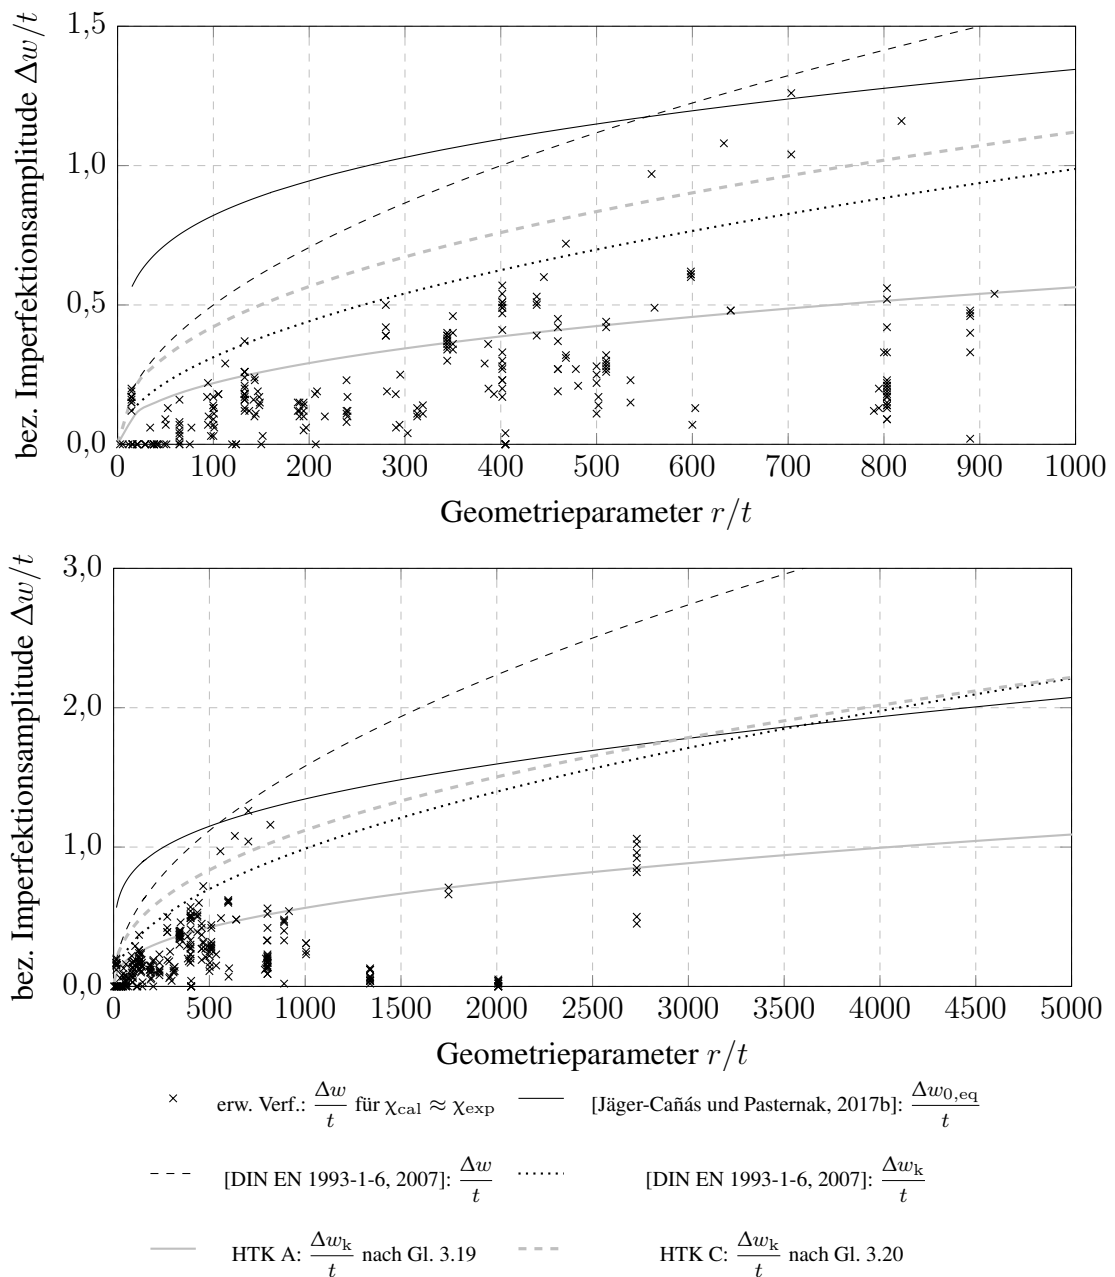 bez. Imperfektionsamplitude Δw/t
1,5
1,0
0,5
0,0
0 100 200 300 400 500 600 700 800 900 1000
Geometrieparameter r/t
bez. Imperfektionsamplitude Δw/t
3,0
2,0
1,0
0,0
0 500 1000 1500 2000 2500 3000 3500 4000 4500 5000
Geometrieparameter r/t
× erw. Verf.: Δw/t für χcal ≈ χexp
[Jäger-Cañás und Pasternak, 2017b]: Δw0,eq/t
[DIN EN 1993-1-6, 2007]: Δw/t
[DIN EN 1993-1-6, 2007]: Δwk/t
HTK A: Δwk/t nach Gl. 3.19
HTK C: Δwk/t nach Gl. 3.20